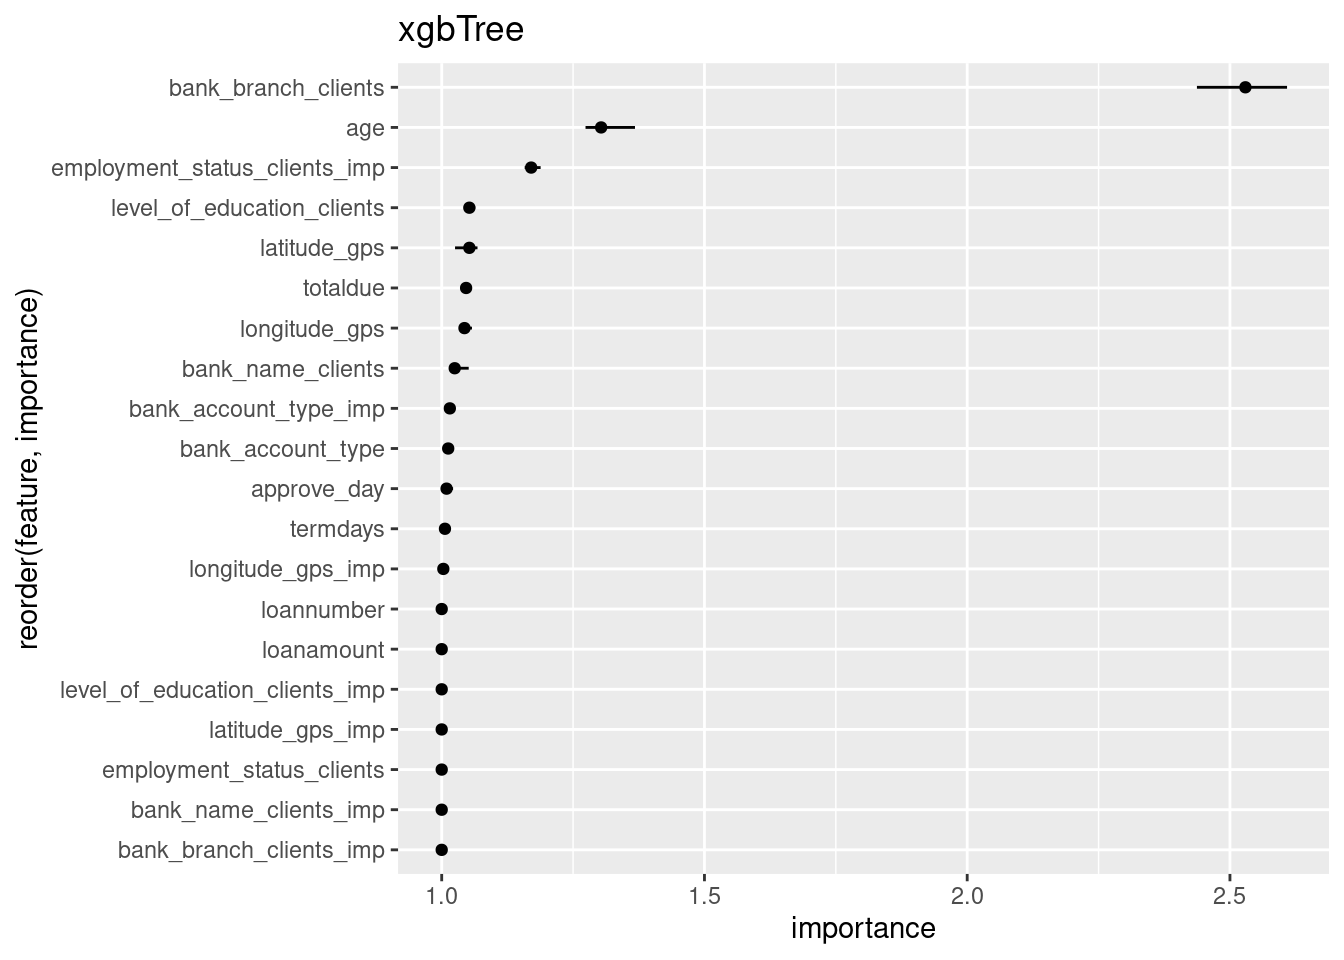 xgbTree
bank_branch_clients
age
employment_status_clients_imp
level_of_education_clients
latitude_gps
totaldue
longitude_gps
bank_name_clients
bank_account_type_imp
bank_account_type
approve_day
termdays
longitude_gps_imp
loannumber
loanamount
level_of_education_clients_imp
latitude_gps_imp
employment_status_clients
bank_name_clients_imp
bank_branch_clients_imp
reorder(feature, importance)
1.0 1.5 2.0 2.5
importance